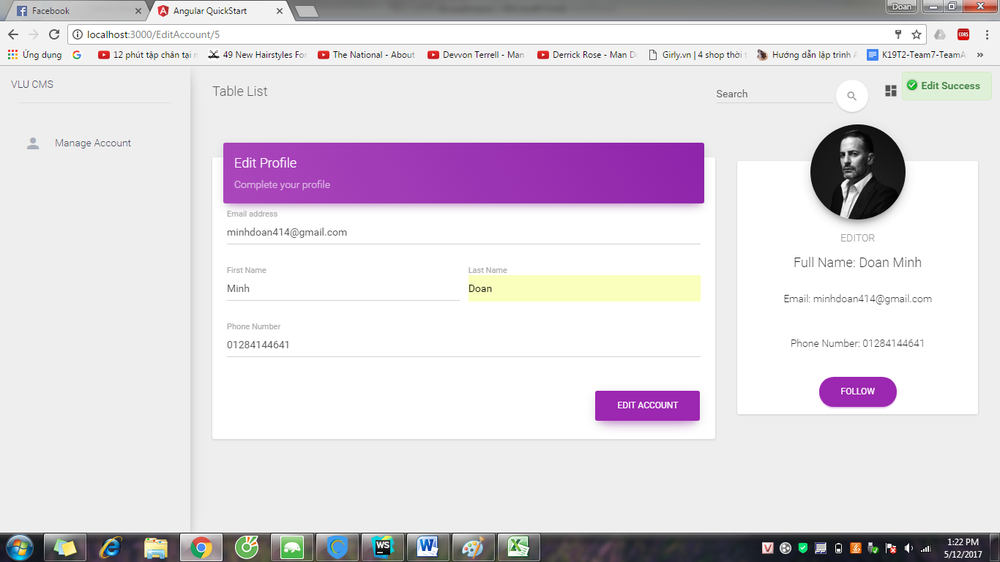 Facebook
Angular QuickStart
Doan
localhost:3000/EditAccount/5
CORS
Ứng dụng
12 phút tập chân tại n
49 New Hairstyles For
The National - About
Devvon Terrell - Man
Derrick Rose - Man Do
Girly.vn | 4 shop thời t
Hướng dẫn lập trình A
K19T2-Team7-TeamA
»
VLU CMS
Manage Account
Table List
Search
Edit Success
Edit Profile
Complete your profile
Email address
minhdoan414@gmail.com
First Name
Last Name
Minh
Doan
Phone Number
01284144641
EDIT ACCOUNT
EDITOR
Full Name: Doan Minh
Email: minhdoan414@gmail.com
Phone Number: 01284144641
FOLLOW
WS
1:22 PM
5/12/2017